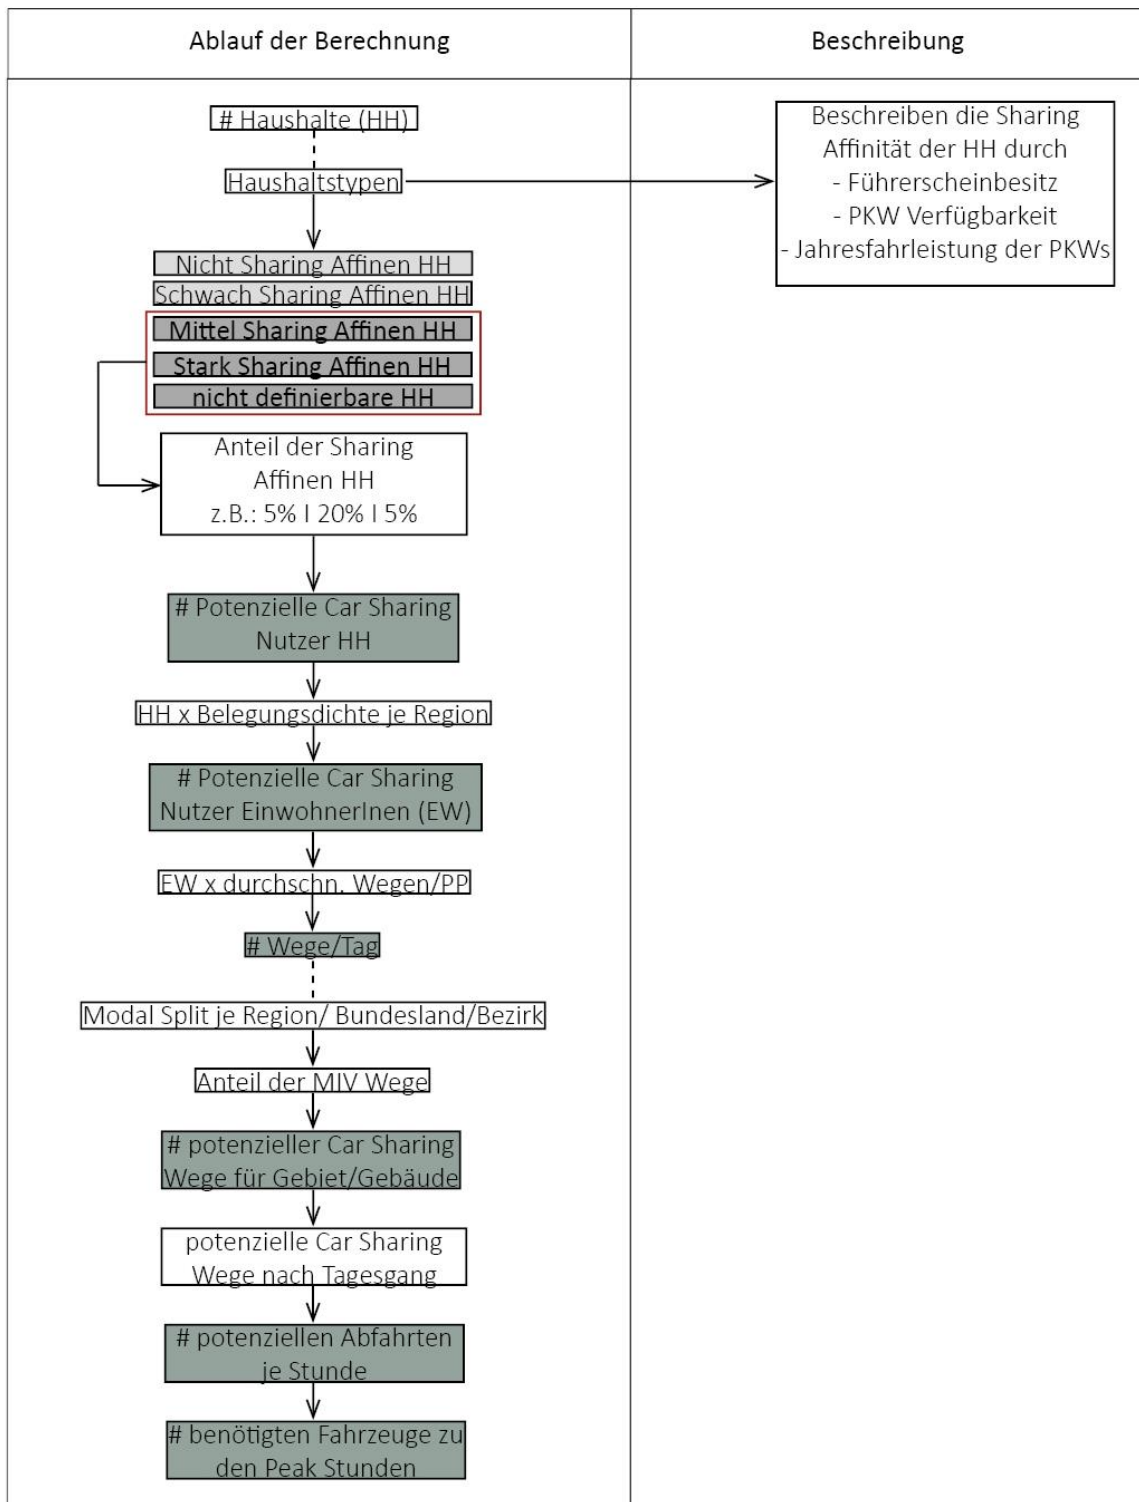 Ablauf der Berechnung
Beschreibung
# Haushalte (HH)
Haushaltstypen
Beschreiben die Sharing
Affinität der HH durch
- Führerscheinbesitz
- PKW Verfügbarkeit
- Jahresfahrleistung der PKWs
Nicht Sharing Affinen HH
Schwach Sharing Affinen HH
Mittel Sharing Affinen HH
Stark Sharing Affinen HH
nicht definierbare HH
Anteil der Sharing
Affinen HH
z.B.: 5% I 20% I 5%
# Potenzielle Car Sharing
Nutzer HH
HH x Belegungsdichte je Region
# Potenzielle Car Sharing
Nutzer EinwohnerInen (EW)
EW x durchschn. Wegen/PP
# Wege/Tag
Modal Split je Region/ Bundesland/Bezirk
Anteil der MIV Wege
# potenzieller Car Sharing
Wege für Gebiet/Gebäude
potenzielle Car Sharing
Wege nach Tagesgang
# potenziellen Abfahrten
je Stunde
# benötigten Fahrzeuge zu
den Peak Stunden